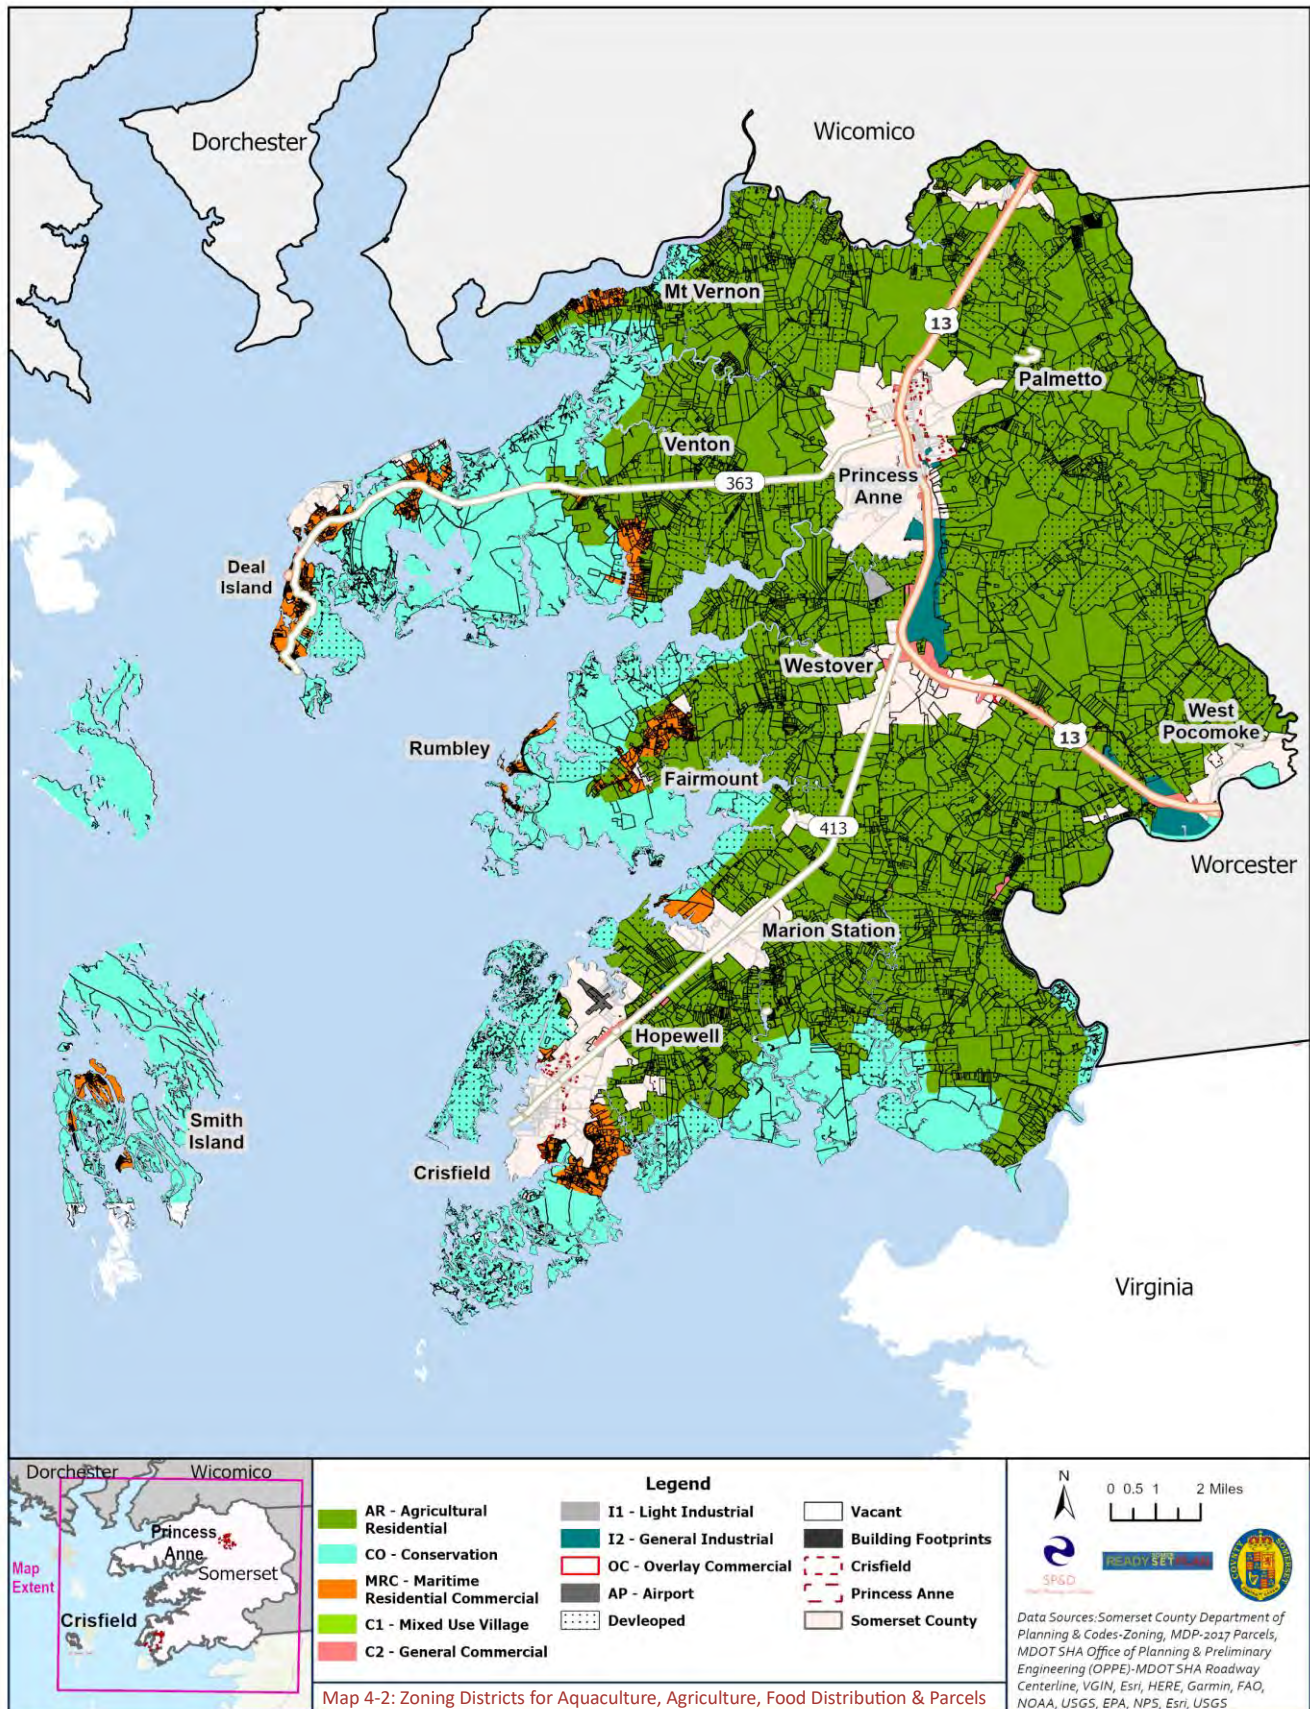 Dorchester
Wicomico
Mt Vernon
13
Palmetto
Venton
363
Princess
Anne
Deal
Island
Westover
West
Pocomoke
Rumbley
13
Fairmount
413
Worcester
Marion Station
Hopewell
Smith
Island
Crisfield
Virginia
Dorchester
Wicomico
Princess
Anne
Somerset
Map
Extent
Crisfield
Legend
AR - Agricultural
Residential
CO - Conservation
MRC - Maritime
Residential Commercial
C1 - Mixed Use Village
C2 - General Commercial
I1 - Light Industrial
I2 - General Industrial
OC - Overlay Commercial
AP - Airport
Devleoped
Vacant
Building Footprints
Crisfield
Princess Anne
Somerset County
Map 4-2: Zoning Districts for Aquaculture, Agriculture, Food Distribution & Parcels
N
0 0.5 1 2 Miles
SP&D
READY SET
Data Sources:Somerset County Department of
Planning & Codes-Zoning, MDP-2017 Parcels,
MDOT SHA Office of Planning & Preliminary
Engineering (OPPE)-MDOT SHA Roadway
Centerline, VGIN, Esri, HERE, Garmin, FAO,
NOAA, USGS, EPA, NPS, Esri, USGS